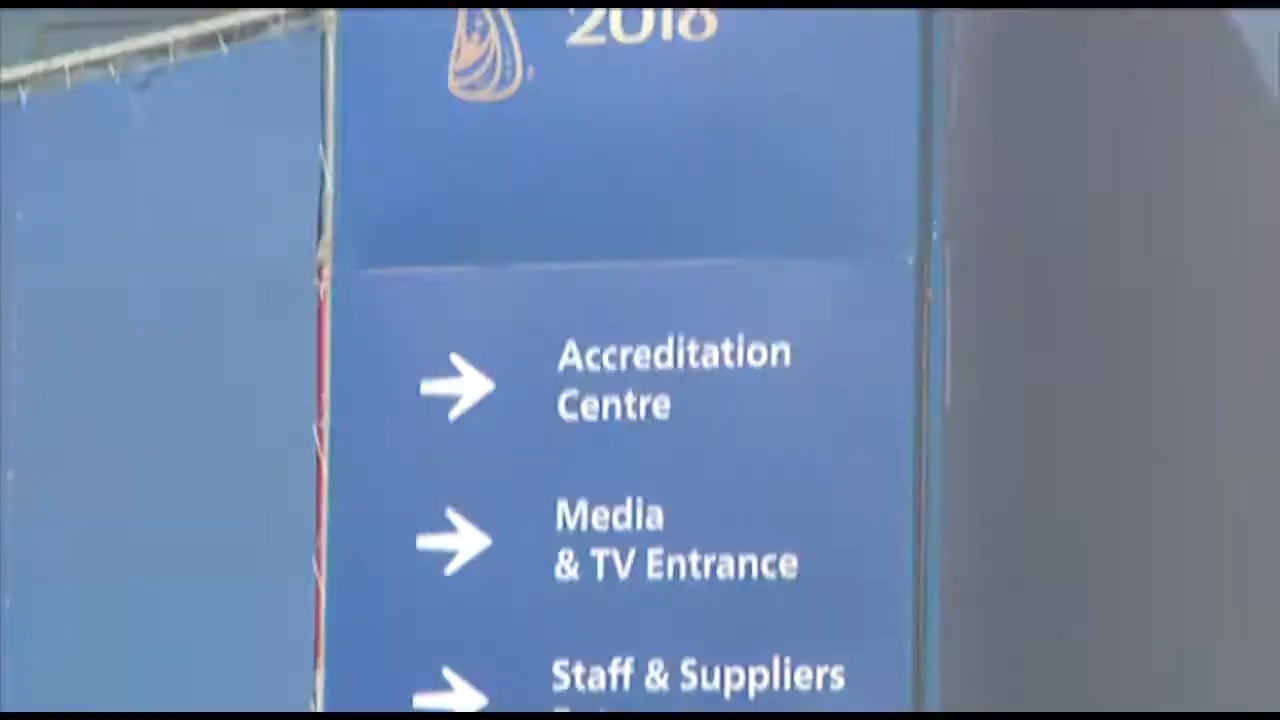 2018
Accreditation
Centre
Media
& TV Entrance
Staff & Suppliers